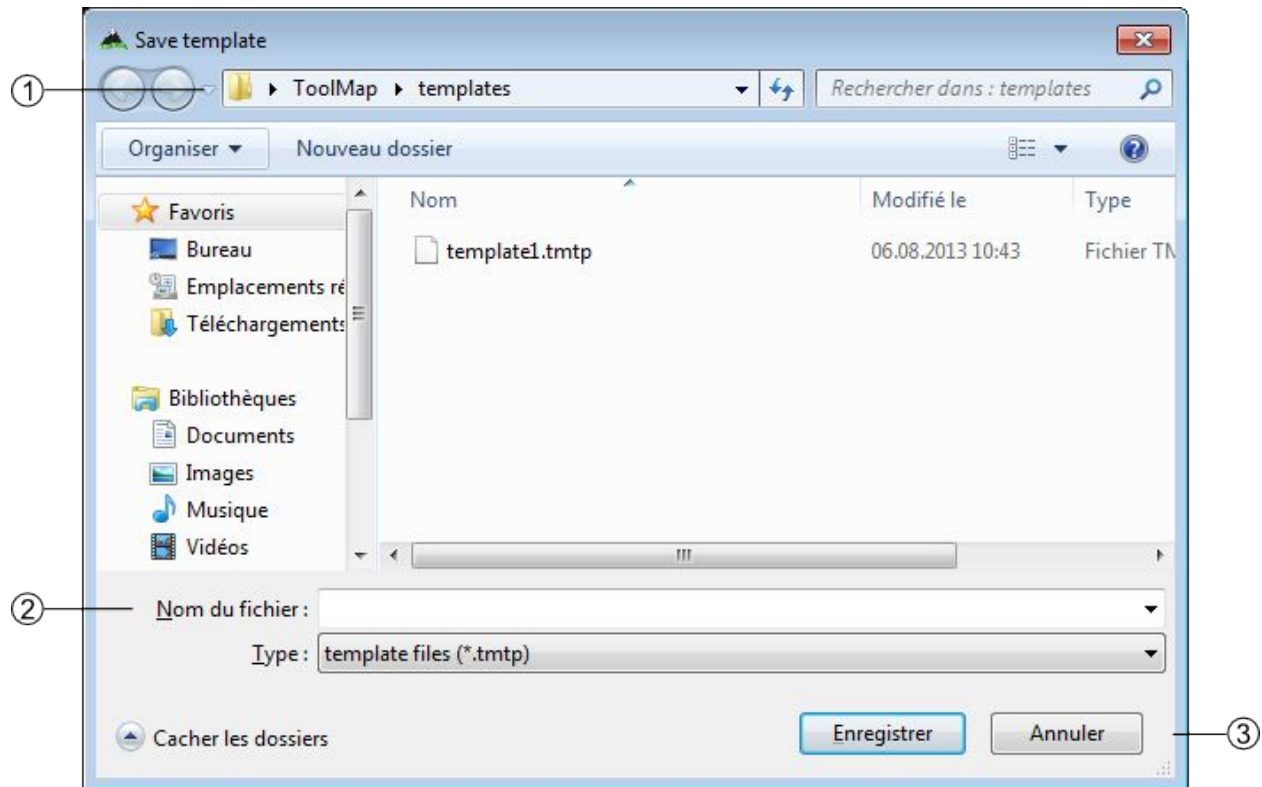 Save template
① ToolMap templates Rechercher dans : templates
Organiser Nouveau dossier
Favoris Nom Modifié le Type
Bureau template1.tmtp 06.08.2013 10:43 Fichier TM
Emplacements ré
Téléchargements
Bibliothèques
Documents
Images
Musique
Vidéos
② Nom du fichier :
Type : template files (*.tmtp)
Cacher les dossiers Enregistrer Annuler ③